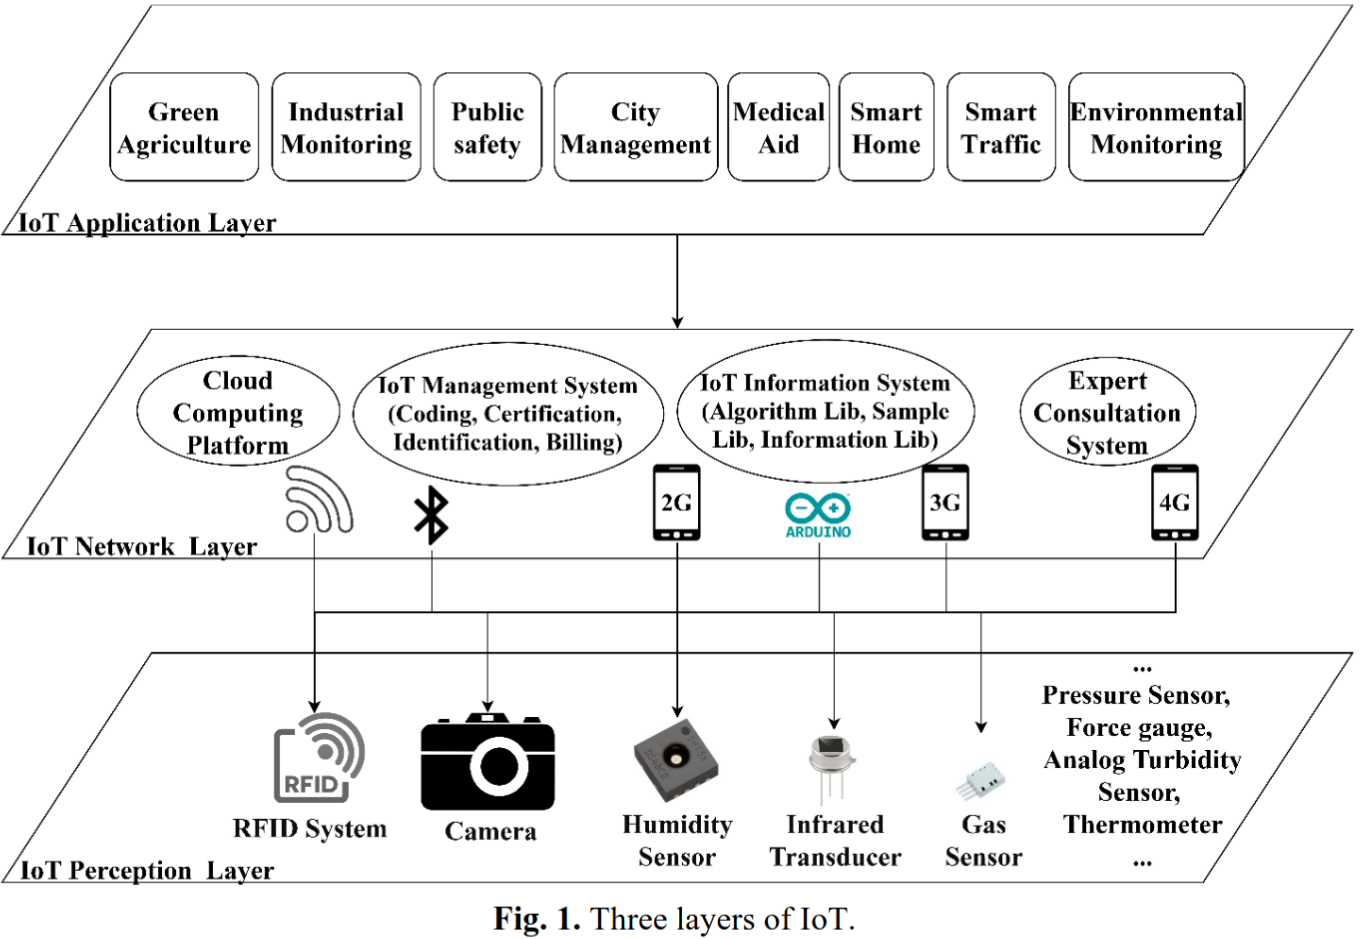 Green
Agriculture
Industrial
Monitoring
Public
safety
City
Management
Medical
Aid
Smart
Home
Smart
Traffic
Environmental
Monitoring
IoT Application Layer
Cloud
Computing
Platform
IoT Management System
(Coding, Certification,
Identification, Billing)
IoT Information System
(Algorithm Lib, Sample
Lib, Information Lib)
Expert
Consultation
System
2G
ARDUINO
3G
4G
IoT Network Layer
RFID
RFID System
Camera
Humidity
Sensor
Infrared
Transducer
Gas
Sensor
...
Pressure Sensor,
Force gauge,
Analog Turbidity
Sensor,
Thermometer
...
IoT Perception Layer
Fig. 1. Three layers of IoT.